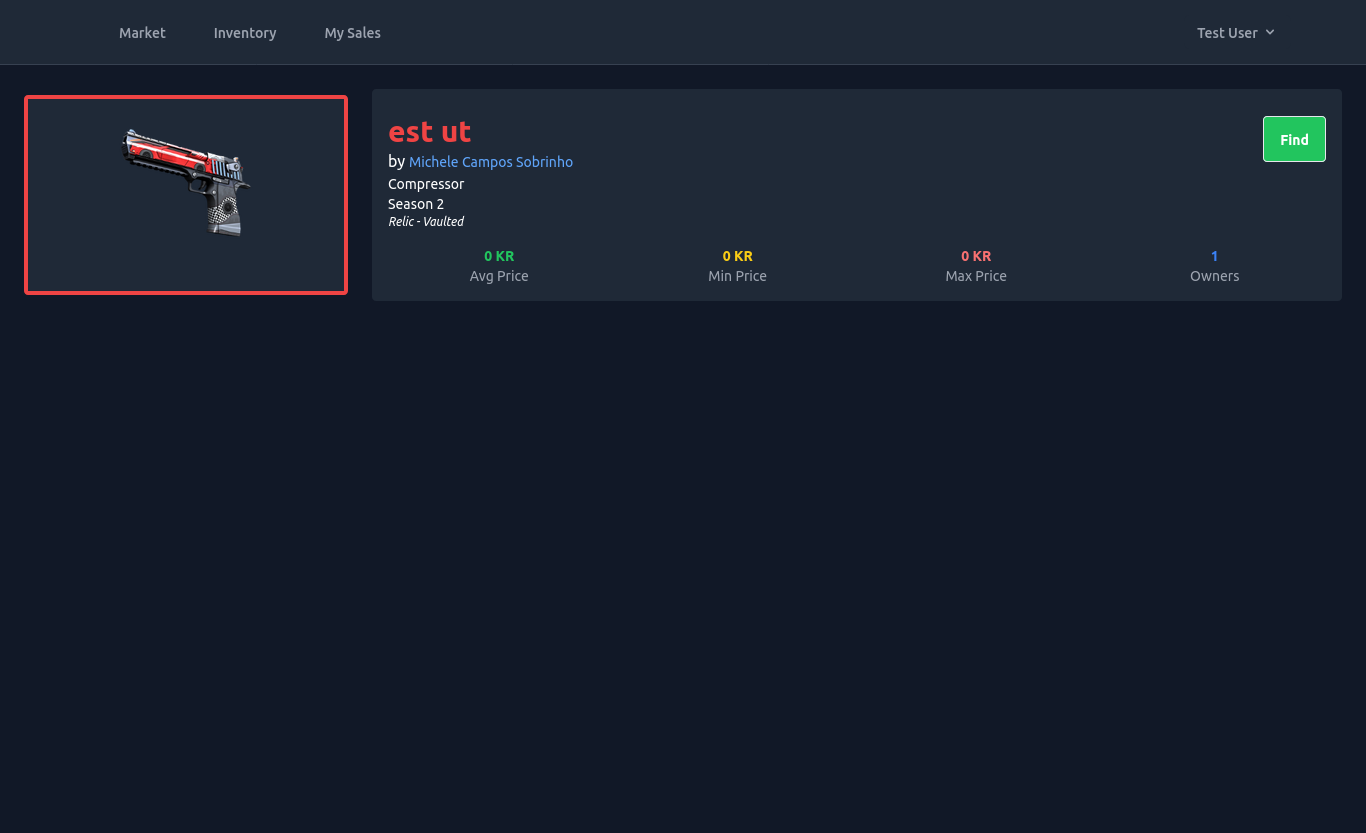 Market Inventory My Sales Test User
est ut
Find
by Michele Campos Sobrinho
Compressor
Season 2
Relic - Vaulted
0 KR 0 KR 0 KR 1
Avg Price Min Price Max Price Owners